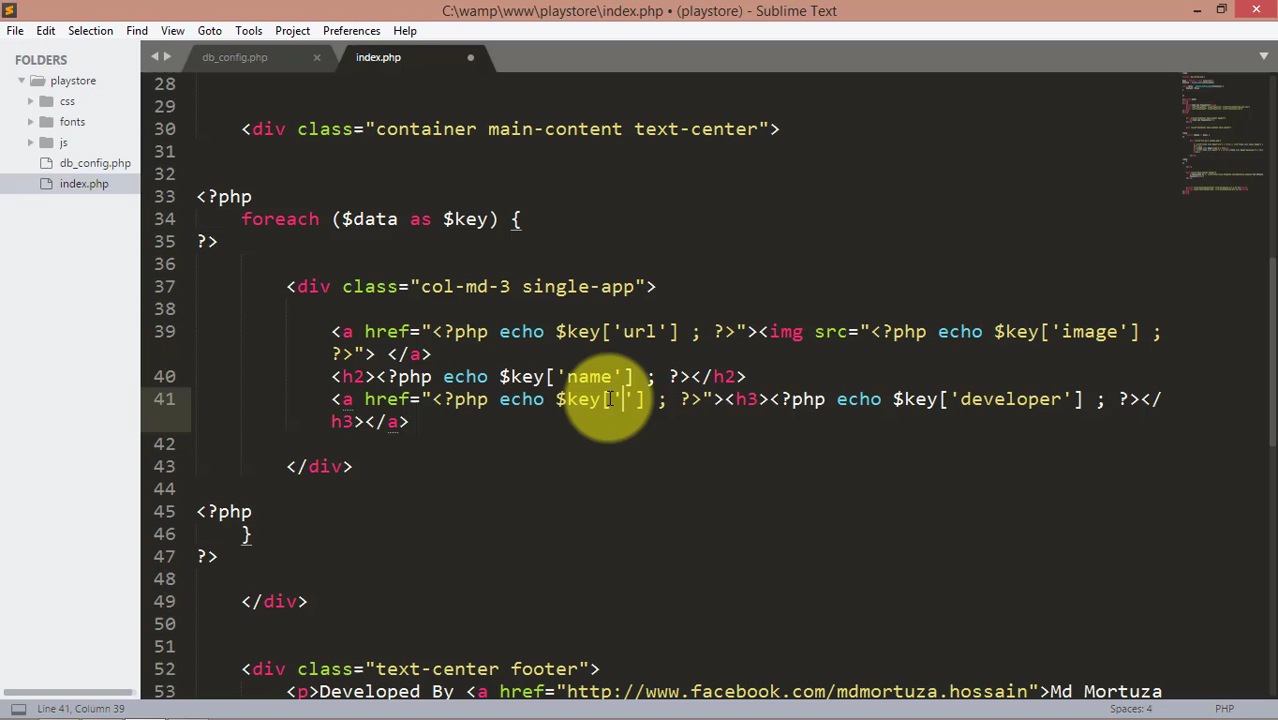 C:\wamp\www\playstore\index.php • (playstore) - Sublime Text
File Edit Selection Find View Goto Tools Project Preferences Help
FOLDERS
playstore
css
fonts
js
db_config.php
index.php
db_config.php × index.php
28
29
30 <div class="container main-content text-center">
31
32
33 <?php
34 foreach ($data as $key) {
35 ?>
36
37 <div class="col-md-3 single-app">
38
39 <a href="<?php echo $key['url'] ; ?>"><img src="<?php echo $key['image'] ;
?>"> </a>
40 <h2><?php echo $key['name'] ; ?></h2>
41 <a href="<?php echo $key[''] ; ?>"><h3><?php echo $key['developer'] ; ?></
h3></a>
42
43 </div>
44
45 <?php
46 }
47 ?>
48
49 </div>
50
51
52 <div class="text-center footer">
53 <p>Developed By <a href="http://www.facebook.com/mdmortuza.hossain">Md Mortuza
Line 41, Column 39
Spaces: 4
PHP